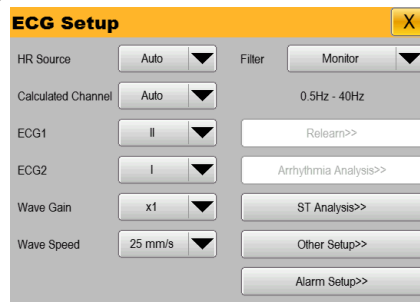 ECG Setup X
HR Source Auto Filter Monitor
Calculated Channel Auto 0.5Hz - 40Hz
ECG1 II Relearn>>
ECG2 I Arrhythmia Analysis>>
Wave Gain x1 ST Analysis>>
Wave Speed 25 mm/s Other Setup>>
Alarm Setup>>